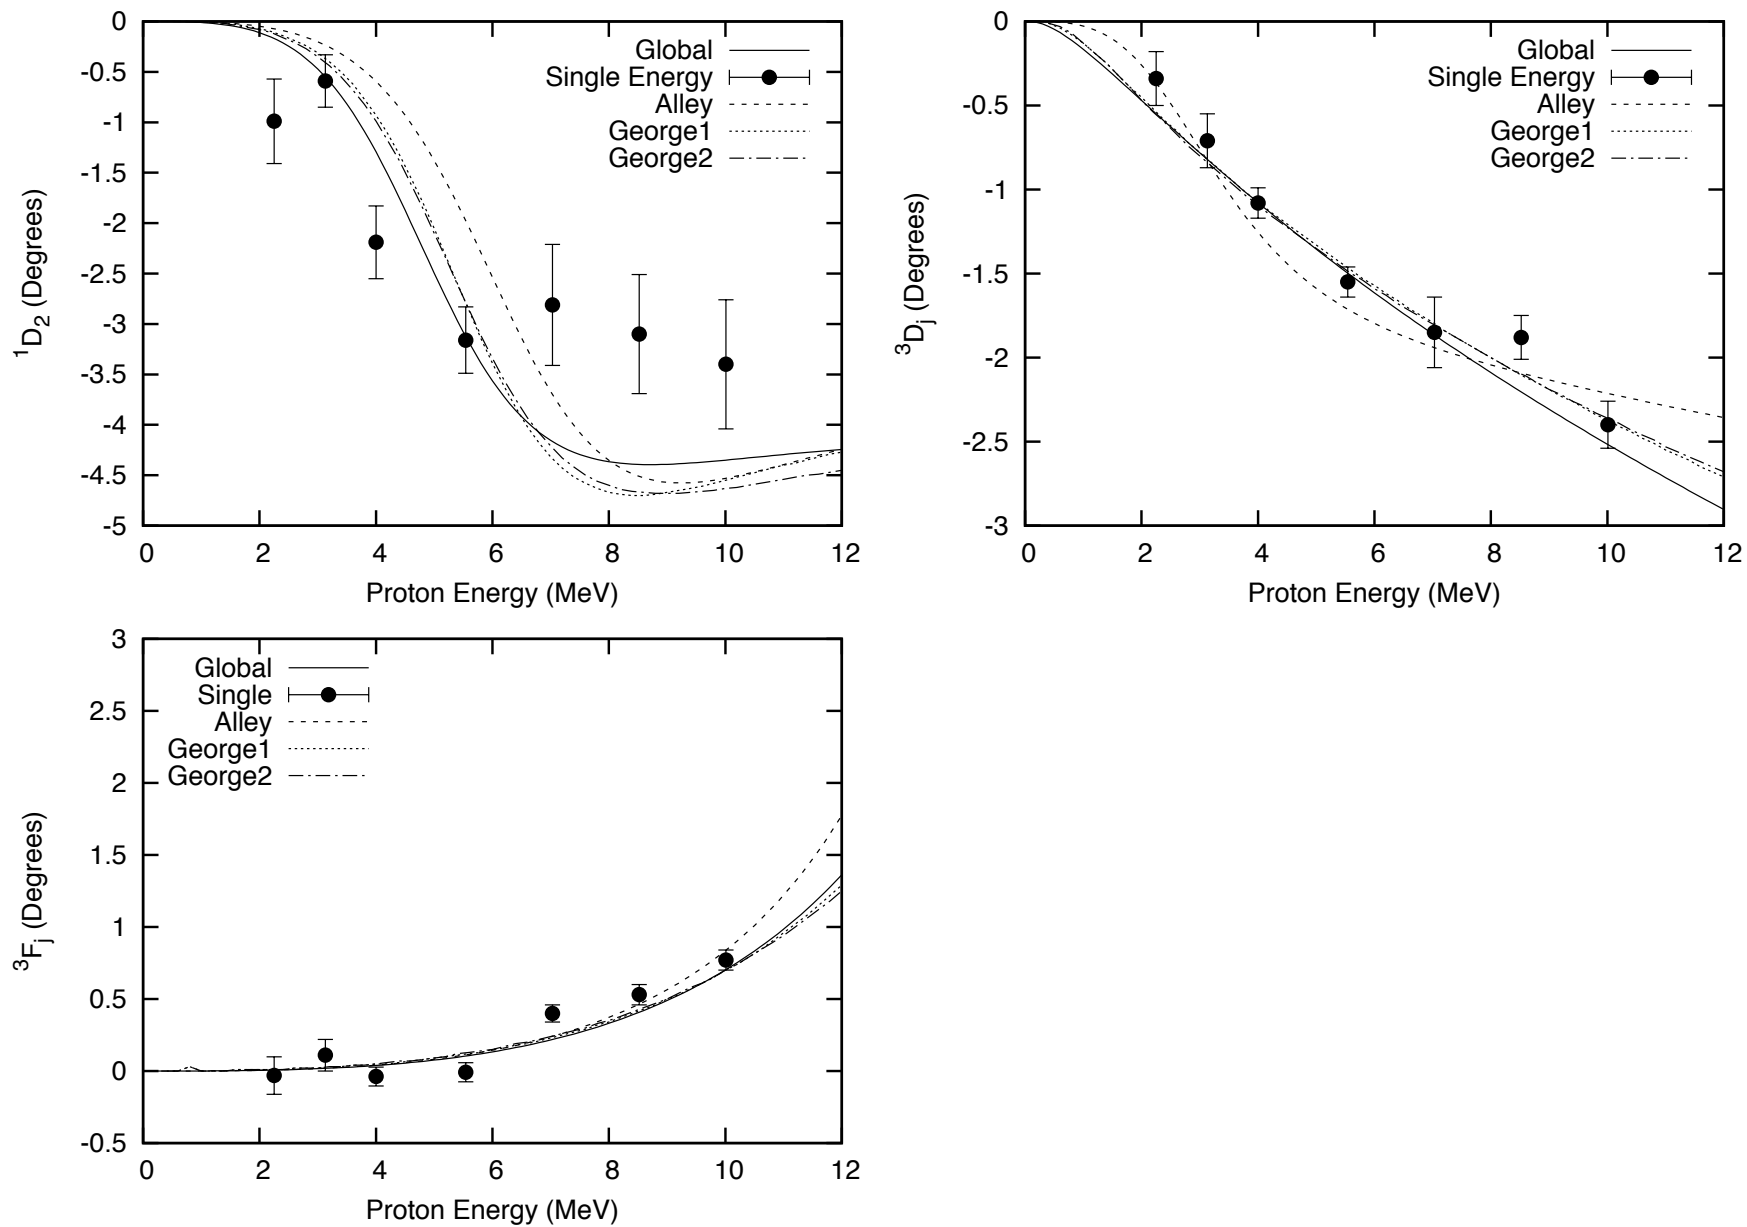 0
-0.5
-1
-1.5
-2
-2.5
-3
-3.5
-4
-4.5
-5
0 2 4 6 8 10 12
Proton Energy (MeV)
1D2 (Degrees)
Global
Single Energy
Alley
George1
George2
0
-0.5
-1
-1.5
-2
-2.5
-3
0 2 4 6 8 10 12
Proton Energy (MeV)
3Dj (Degrees)
Global
Single Energy
Alley
George1
George2
3
2.5
2
1.5
1
0.5
0
-0.5
0 2 4 6 8 10 12
Proton Energy (MeV)
3Fj (Degrees)
Global
Single
Alley
George1
George2